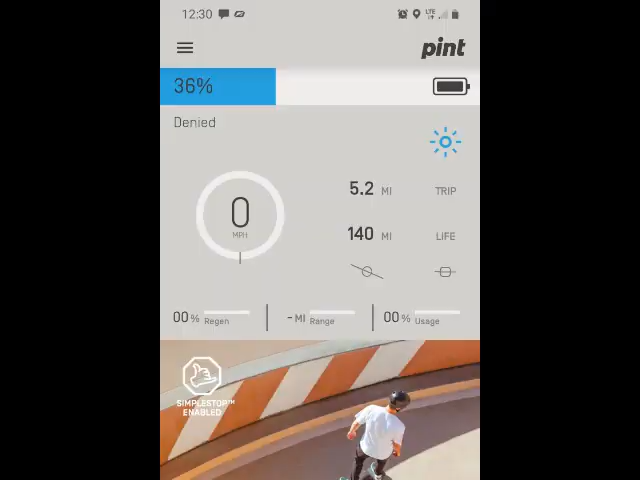 12:30
LTE
pint
36%
Denied
0
MPH
5.2 MI TRIP
140 MI LIFE
00% Regen
- MI Range
00% Usage
SIMPLESTOP™
ENABLED